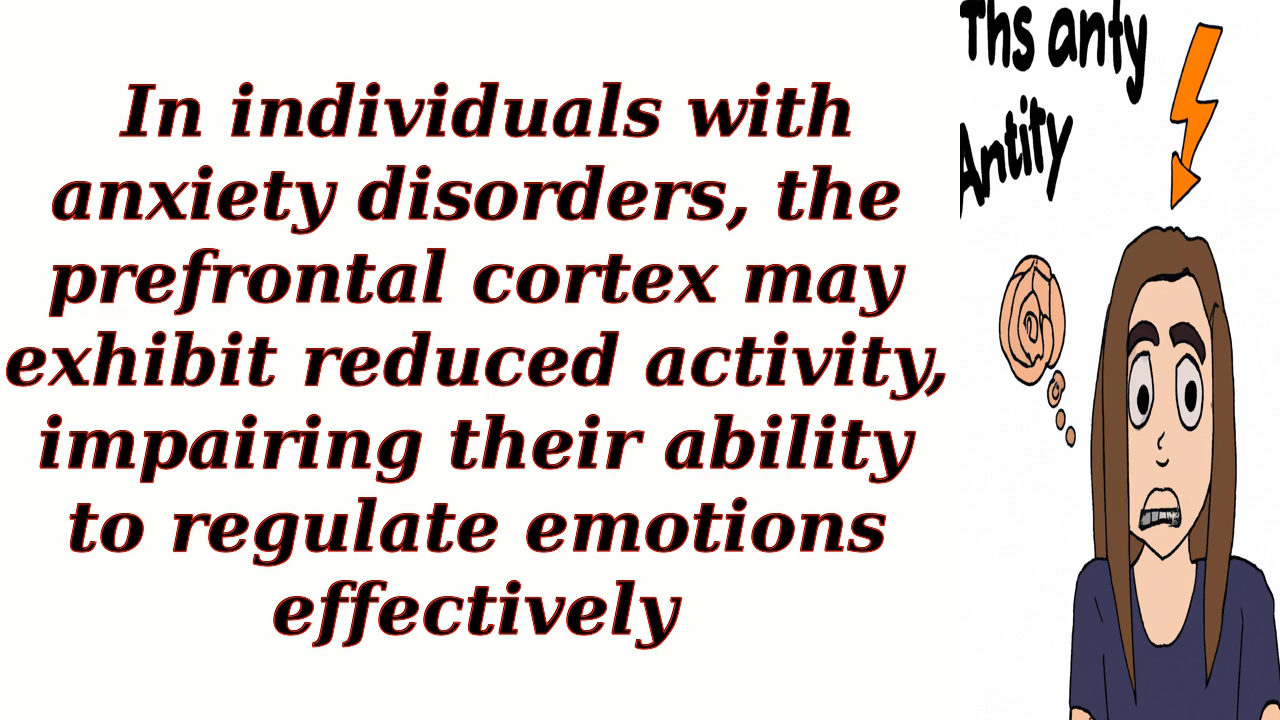 In individuals with
anxiety disorders, the
prefrontal cortex may
exhibit reduced activity,
impairing their ability
to regulate emotions
effectively
Ths anty
Antity